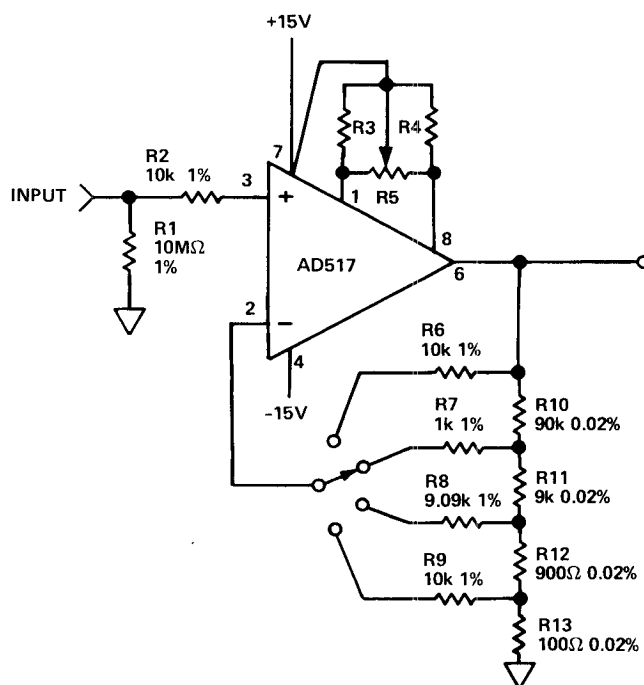 +15V
R3
R4
7
R2
10k 1%
3
INPUT
+
1
R5
R1
10MΩ
1%
8
AD517
6
2
−
4
R6
10k 1%
−15V
R10
90k 0.02%
R7
1k 1%
R11
9k 0.02%
R8
9.09k 1%
R12
900Ω 0.02%
R9
10k 1%
R13
100Ω 0.02%